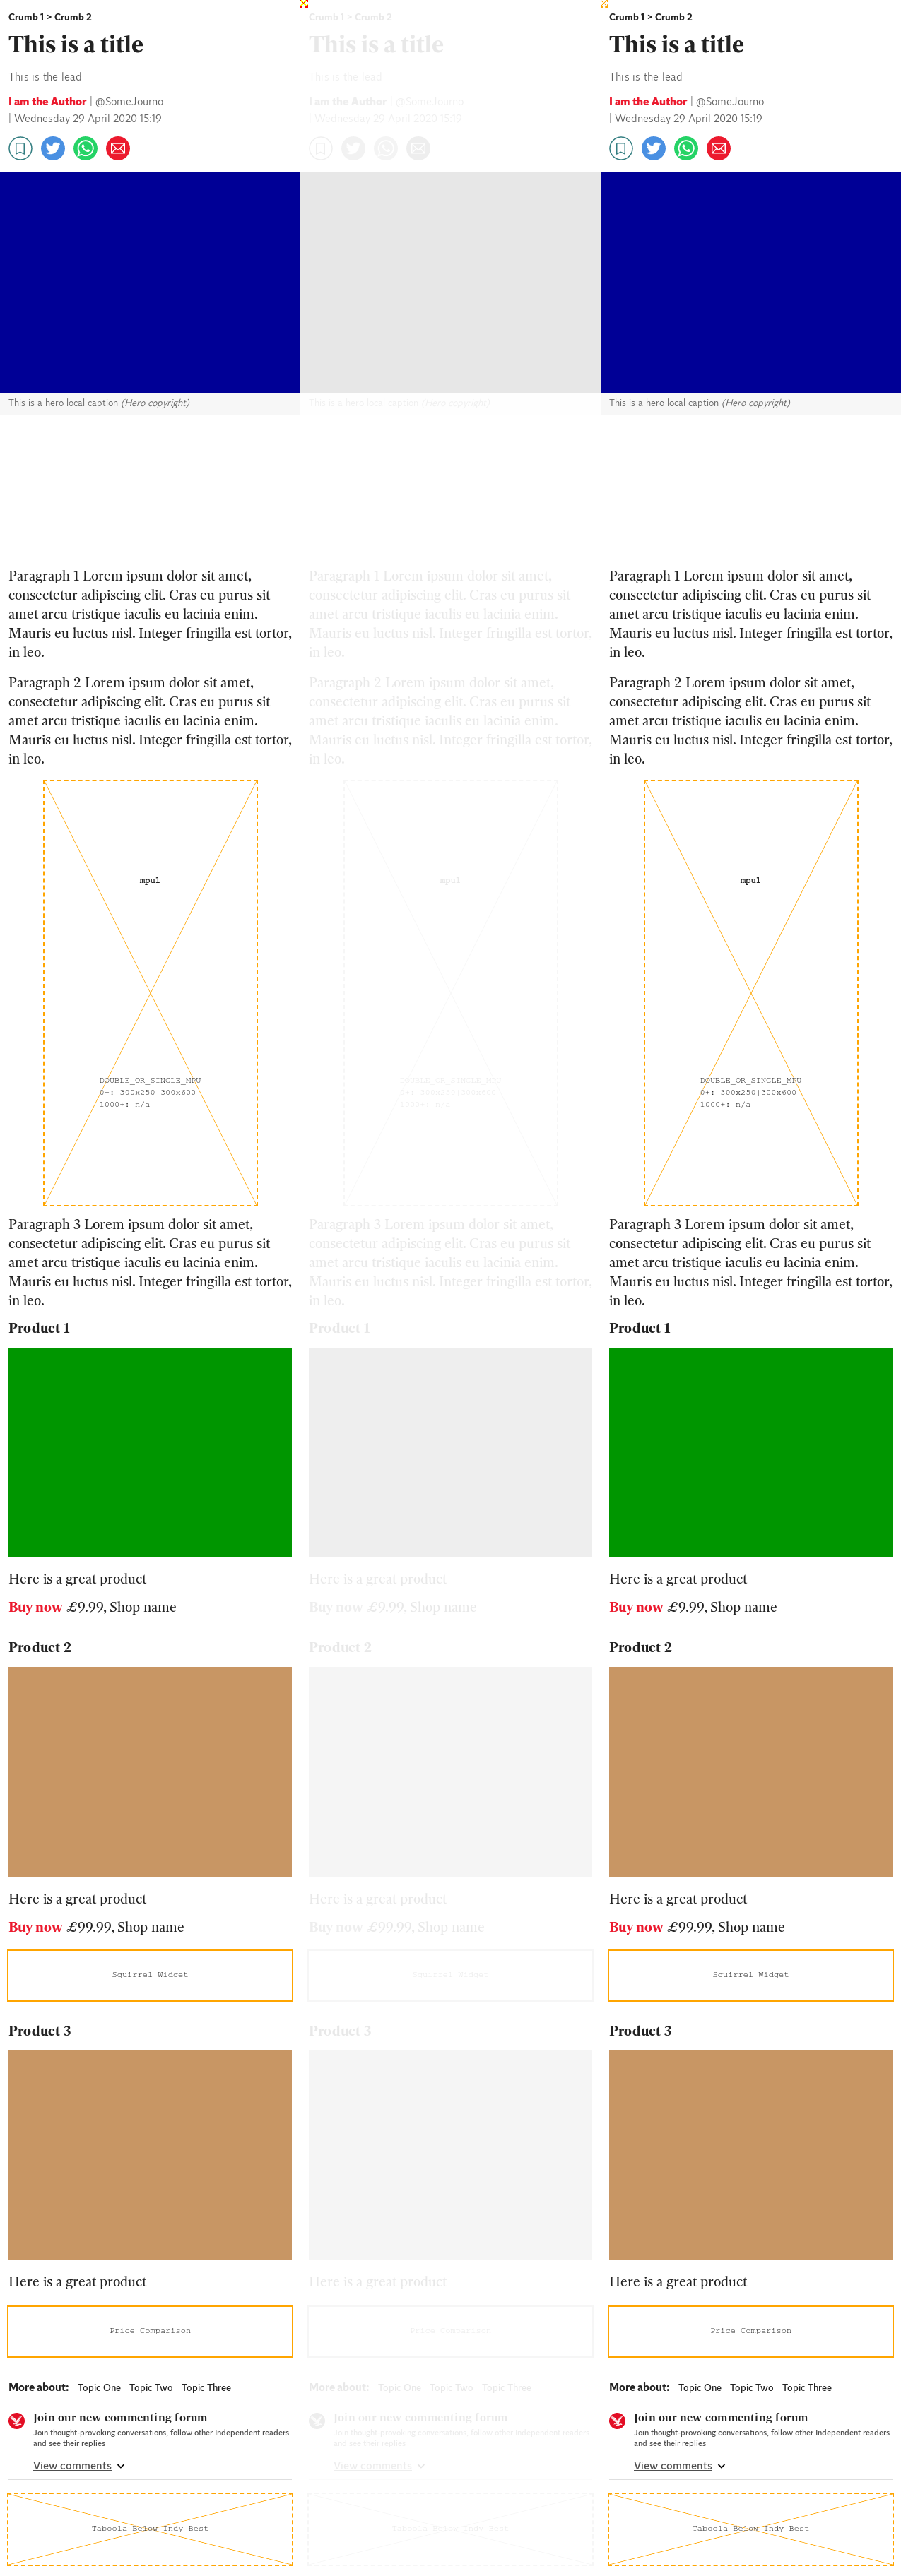 Crumb 1 > Crumb 2
This is a title
This is the lead
I am the Author | @SomeJourno
| Wednesday 29 April 2020 15:19
This is a hero local caption (Hero copyright)
Paragraph 1 Lorem ipsum dolor sit amet,
consectetur adipiscing elit. Cras eu purus sit
amet arcu tristique iaculis eu lacinia enim.
Mauris eu luctus nisl. Integer fringilla est tortor,
in leo.
Paragraph 2 Lorem ipsum dolor sit amet,
consectetur adipiscing elit. Cras eu purus sit
amet arcu tristique iaculis eu lacinia enim.
Mauris eu luctus nisl. Integer fringilla est tortor,
in leo.
mpu1
DOUBLE_OR_SINGLE_MPU
0+: 300x250|300x600
1000+: n/a
Paragraph 3 Lorem ipsum dolor sit amet,
consectetur adipiscing elit. Cras eu purus sit
amet arcu tristique iaculis eu lacinia enim.
Mauris eu luctus nisl. Integer fringilla est tortor,
in leo.
Product 1
Here is a great product
Buy now £9.99, Shop name
Product 2
Here is a great product
Buy now £99.99, Shop name
Squirrel Widget
Product 3
Here is a great product
Price Comparison
More about: Topic One Topic Two Topic Three
Join our new commenting forum
Join thought-provoking conversations, follow other Independent readers
and see their replies
View comments
Taboola Below Indy Best
Crumb 1 > Crumb 2
This is a title
This is the lead
I am the Author | @SomeJourno
| Wednesday 29 April 2020 15:19
This is a hero local caption (Hero copyright)
Paragraph 1 Lorem ipsum dolor sit amet,
consectetur adipiscing elit. Cras eu purus sit
amet arcu tristique iaculis eu lacinia enim.
Mauris eu luctus nisl. Integer fringilla est tortor,
in leo.
Paragraph 2 Lorem ipsum dolor sit amet,
consectetur adipiscing elit. Cras eu purus sit
amet arcu tristique iaculis eu lacinia enim.
Mauris eu luctus nisl. Integer fringilla est tortor,
in leo.
mpu1
DOUBLE_OR_SINGLE_MPU
0+: 300x250|300x600
1000+: n/a
Paragraph 3 Lorem ipsum dolor sit amet,
consectetur adipiscing elit. Cras eu purus sit
amet arcu tristique iaculis eu lacinia enim.
Mauris eu luctus nisl. Integer fringilla est tortor,
in leo.
Product 1
Here is a great product
Buy now £9.99, Shop name
Product 2
Here is a great product
Buy now £99.99, Shop name
Squirrel Widget
Product 3
Here is a great product
Price Comparison
More about: Topic One Topic Two Topic Three
Join our new commenting forum
Join thought-provoking conversations, follow other Independent readers
and see their replies
View comments
Taboola Below Indy Best
Crumb 1 > Crumb 2
This is a title
This is the lead
I am the Author | @SomeJourno
| Wednesday 29 April 2020 15:19
This is a hero local caption (Hero copyright)
Paragraph 1 Lorem ipsum dolor sit amet,
consectetur adipiscing elit. Cras eu purus sit
amet arcu tristique iaculis eu lacinia enim.
Mauris eu luctus nisl. Integer fringilla est tortor,
in leo.
Paragraph 2 Lorem ipsum dolor sit amet,
consectetur adipiscing elit. Cras eu purus sit
amet arcu tristique iaculis eu lacinia enim.
Mauris eu luctus nisl. Integer fringilla est tortor,
in leo.
mpu1
DOUBLE_OR_SINGLE_MPU
0+: 300x250|300x600
1000+: n/a
Paragraph 3 Lorem ipsum dolor sit amet,
consectetur adipiscing elit. Cras eu purus sit
amet arcu tristique iaculis eu lacinia enim.
Mauris eu luctus nisl. Integer fringilla est tortor,
in leo.
Product 1
Here is a great product
Buy now £9.99, Shop name
Product 2
Here is a great product
Buy now £99.99, Shop name
Squirrel Widget
Product 3
Here is a great product
Price Comparison
More about: Topic One Topic Two Topic Three
Join our new commenting forum
Join thought-provoking conversations, follow other Independent readers
and see their replies
View comments
Taboola Below Indy Best